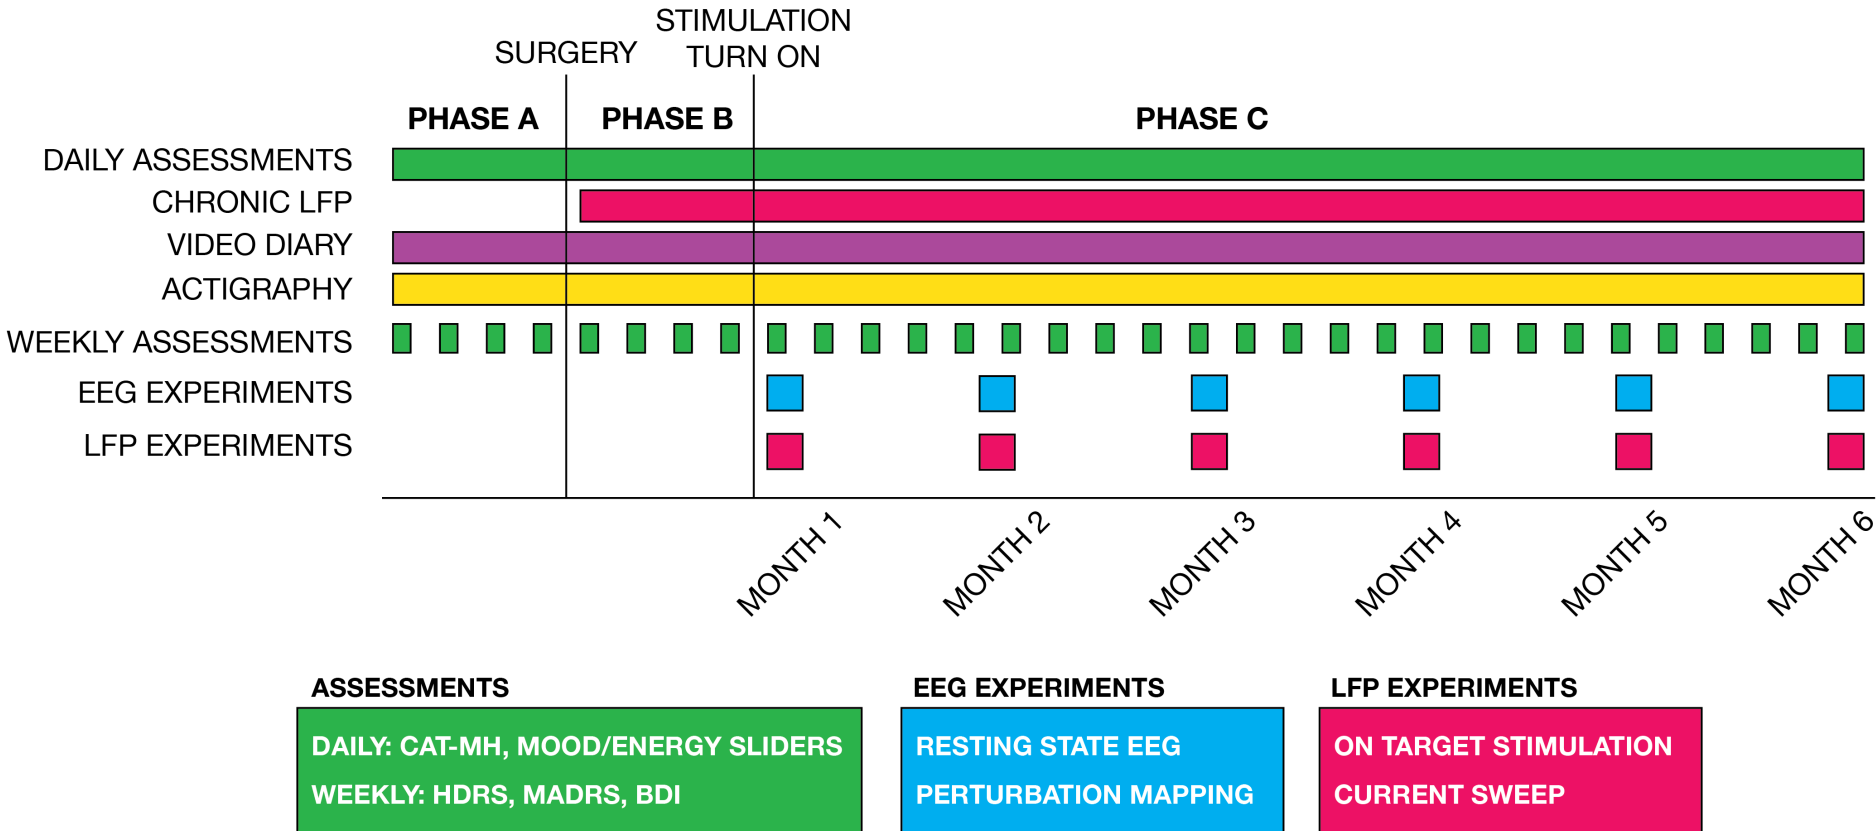 STIMULATION
TURN ON
SURGERY
PHASE A
PHASE B
PHASE C
DAILY ASSESSMENTS
CHRONIC LFP
VIDEO DIARY
ACTIGRAPHY
WEEKLY ASSESSMENTS
EEG EXPERIMENTS
LFP EXPERIMENTS
MONTH 1
MONTH 2
MONTH 3
MONTH 4
MONTH 5
MONTH 6
ASSESSMENTS
DAILY: CAT-MH, MOOD/ENERGY SLIDERS
WEEKLY: HDRS, MADRS, BDI
EEG EXPERIMENTS
RESTING STATE EEG
PERTURBATION MAPPING
LFP EXPERIMENTS
ON TARGET STIMULATION
CURRENT SWEEP